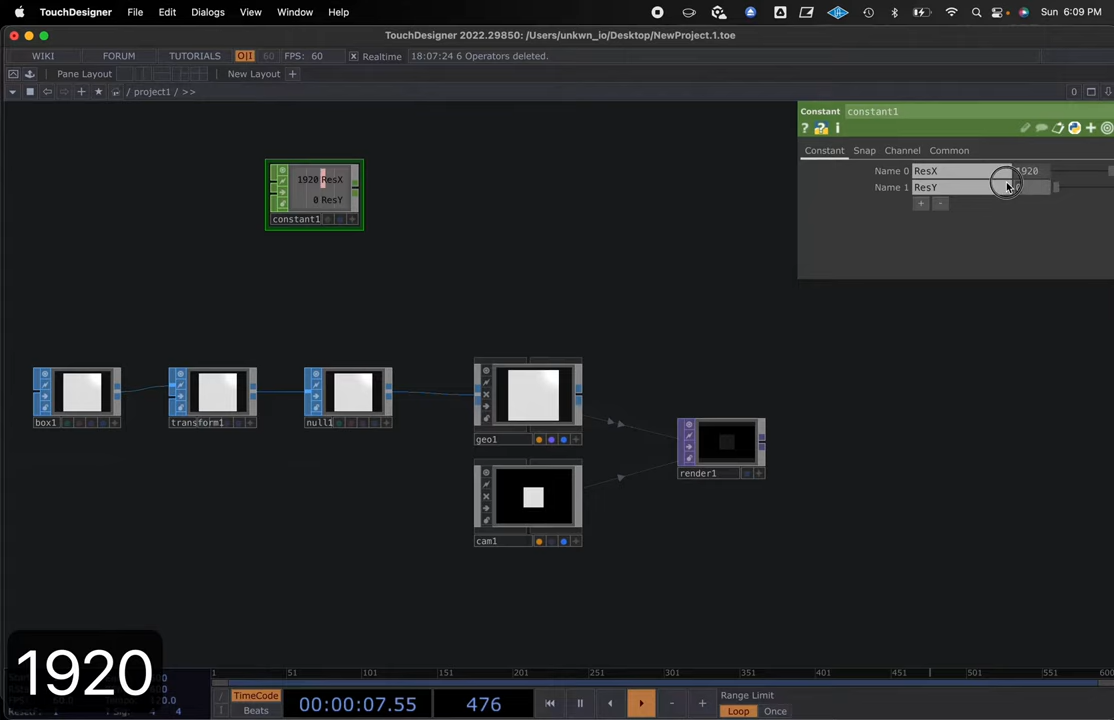 TouchDesigner File Edit Dialogs View Window Help Sun 6:09 PM
TouchDesigner 2022.29850: /Users/unkwn_io/Desktop/NewProject.1.toe
WIKI FORUM TUTORIALS O|I 60 FPS: 60 Realtime 18:07:24 6 Operators deleted.
Pane Layout New Layout +
/ project1 / >> 0
Constant constant1
? i
Constant Snap Channel Common
Name 0 ResX 1920
Name 1 ResY
+ -
1920 ResX
0 ResY
constant1
box1 transform1 null1 geo1
render1
cam1
1920
1 51 101 151 201 251 301 351 401 451 501 551 600
TimeCode
Beats
00:00:07.55 476
- +
Range Limit
Loop Once